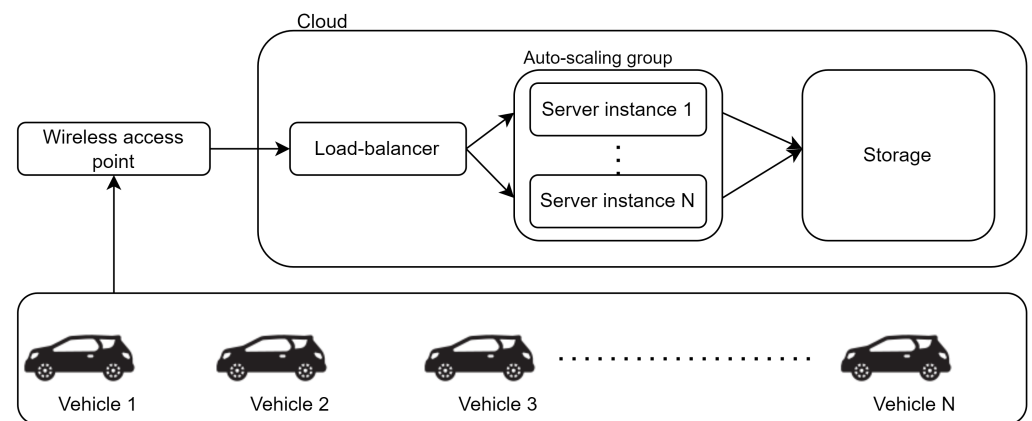 Cloud
Auto-scaling group
Server instance 1
Wireless access
point
Load-balancer
Storage
Server instance N
Vehicle 1
Vehicle 2
Vehicle 3
Vehicle N